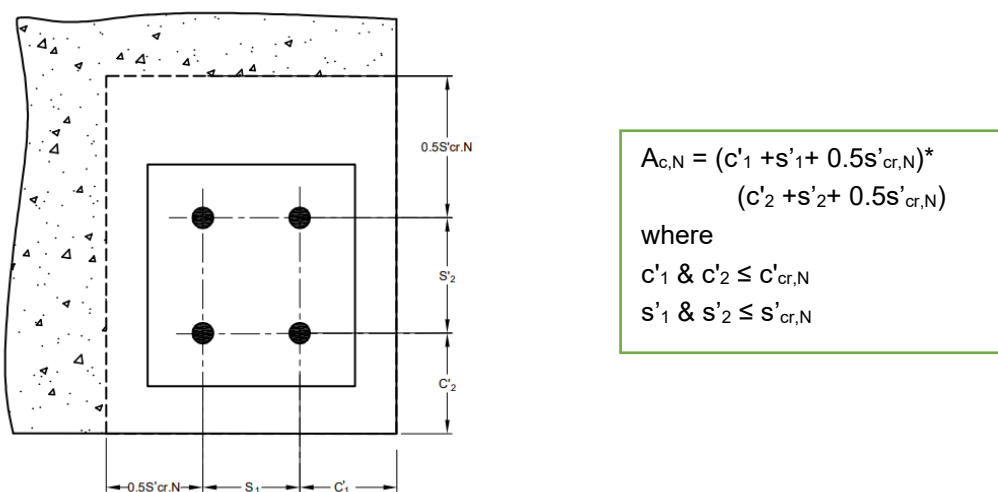 0.5S'cr.N
S'2
C'2
0.5S'cr.N
S1
C'1
Ac,N = (c'1 +s'1+ 0.5s'cr,N)*
(c'2 +s'2+ 0.5s'cr,N)
where
c'1 & c'2 ≤ c'cr,N
s'1 & s'2 ≤ s'cr,N